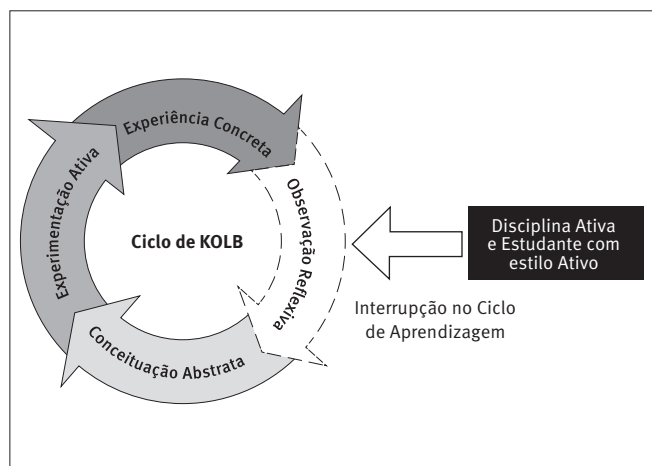 Experiência Concreta
Observação Reflexiva
Conceituação Abstrata
Experimentação Ativa
Ciclo de KOLB
Disciplina Ativa
e Estudante com
estilo Ativo
Interrupção no Ciclo
de Aprendizagem